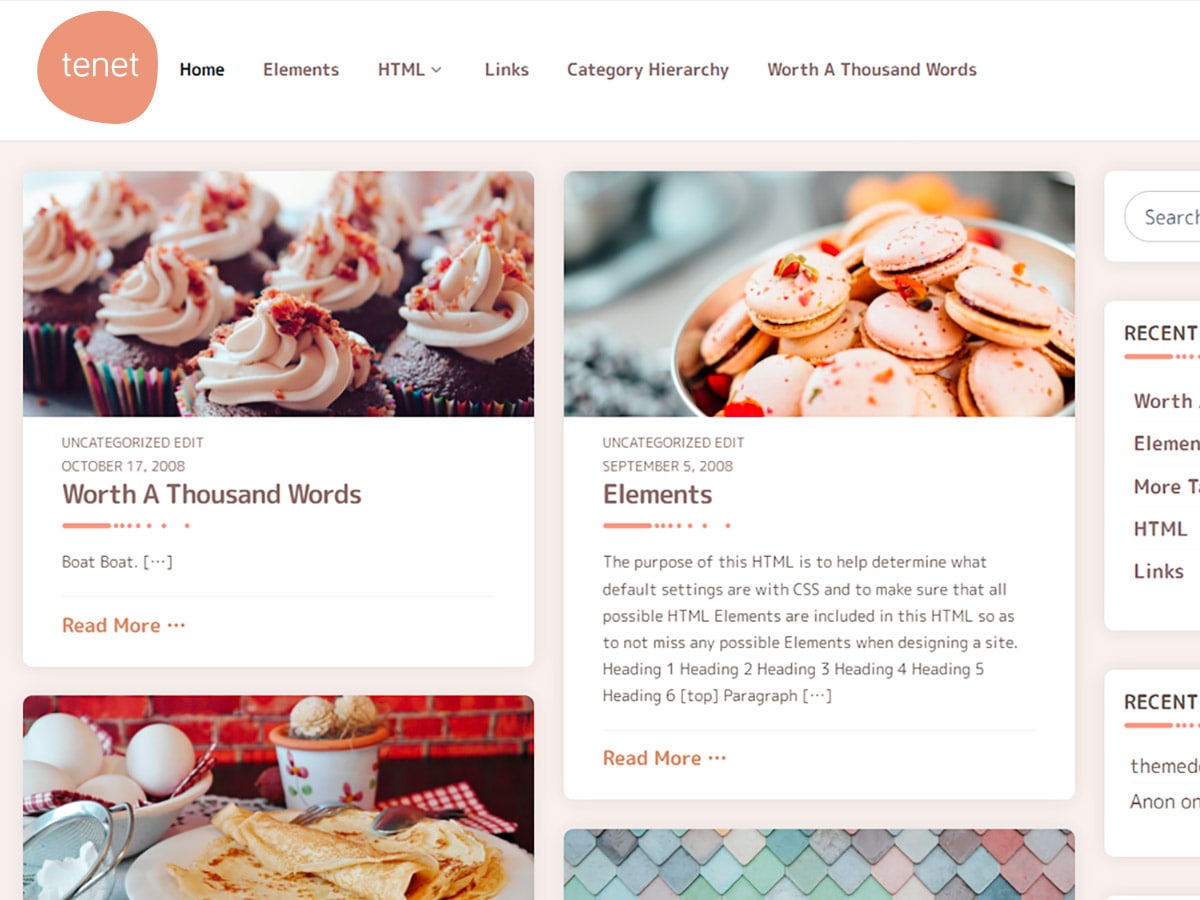 tenet
Home
Elements
HTML
Links
Category Hierarchy
Worth A Thousand Words
UNCATEGORIZED EDIT
OCTOBER 17, 2008
Worth A Thousand Words
Boat Boat. […]
Read More ···
UNCATEGORIZED EDIT
SEPTEMBER 5, 2008
Elements
The purpose of this HTML is to help determine what
default settings are with CSS and to make sure that all
possible HTML Elements are included in this HTML so as
to not miss any possible Elements when designing a site.
Heading 1 Heading 2 Heading 3 Heading 4 Heading 5
Heading 6 [top] Paragraph […]
Read More ···
Search
RECENT
Worth
Elemen
More Ta
HTML
Links
RECENT
themede
Anon on